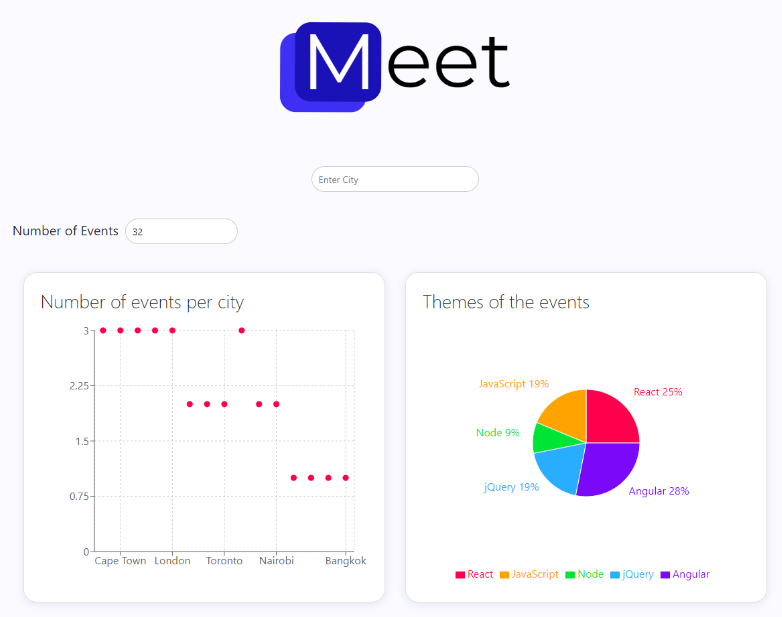 Meet
Enter City
Number of Events 32
Number of events per city
3
2.25
1.5
0.75
0
Cape Town London Toronto Nairobi Bangkok
Themes of the events
JavaScript 19%
React 25%
Node 9%
jQuery 19%
Angular 28%
React JavaScript Node jQuery Angular